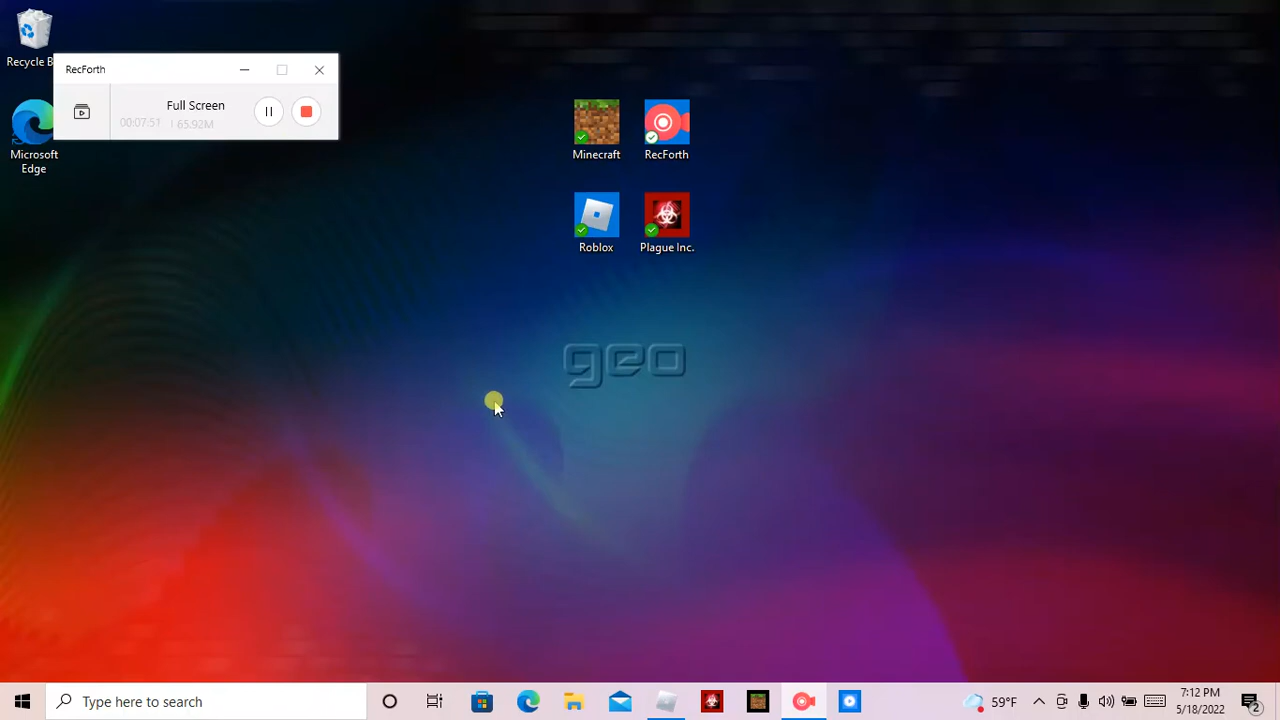 Recycle B
RecForth
Full Screen
00:07:51 | 65.92M
Microsoft
Edge
Minecraft
RecForth
Roblox
Plague Inc.
geo
Type here to search
59°F
7:12 PM
5/18/2022
2